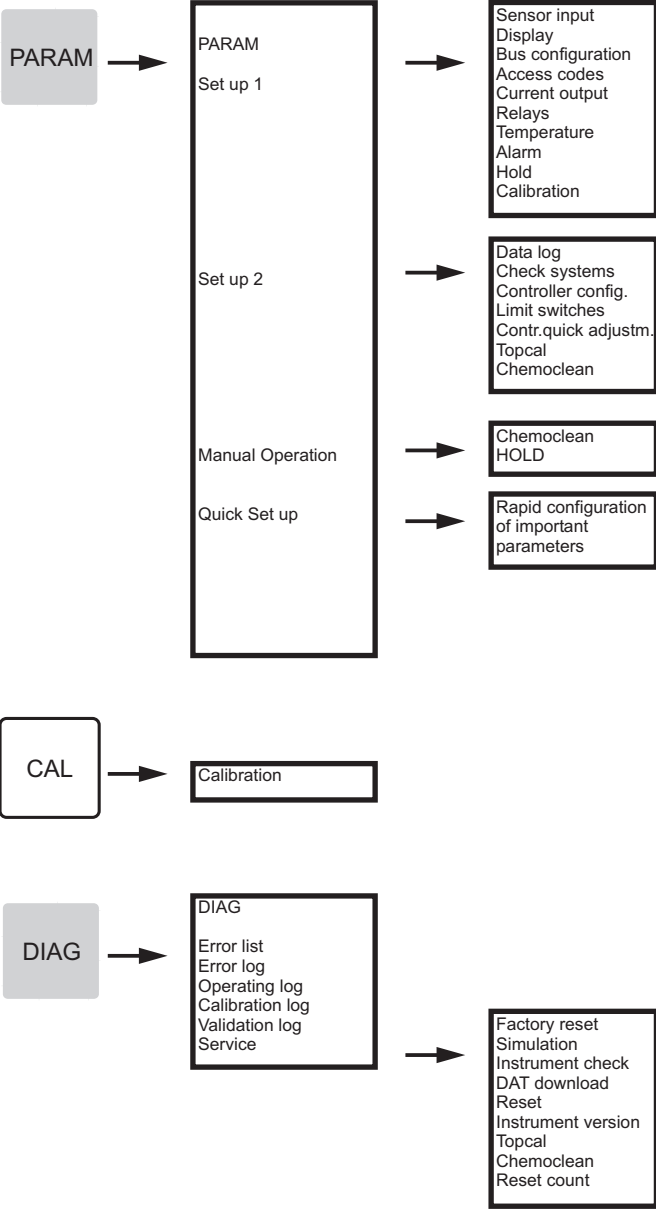 PARAM
PARAM
Set up 1
Sensor input
Display
Bus configuration
Access codes
Current output
Relays
Temperature
Alarm
Hold
Calibration
Set up 2
Data log
Check systems
Controller config.
Limit switches
Contr.quick adjustm.
Topcal
Chemoclean
Manual Operation
Chemoclean
HOLD
Quick Set up
Rapid configuration
of important
parameters
CAL
Calibration
DIAG
DIAG
Error list
Error log
Operating log
Calibration log
Validation log
Service
Factory reset
Simulation
Instrument check
DAT download
Reset
Instrument version
Topcal
Chemoclean
Reset count